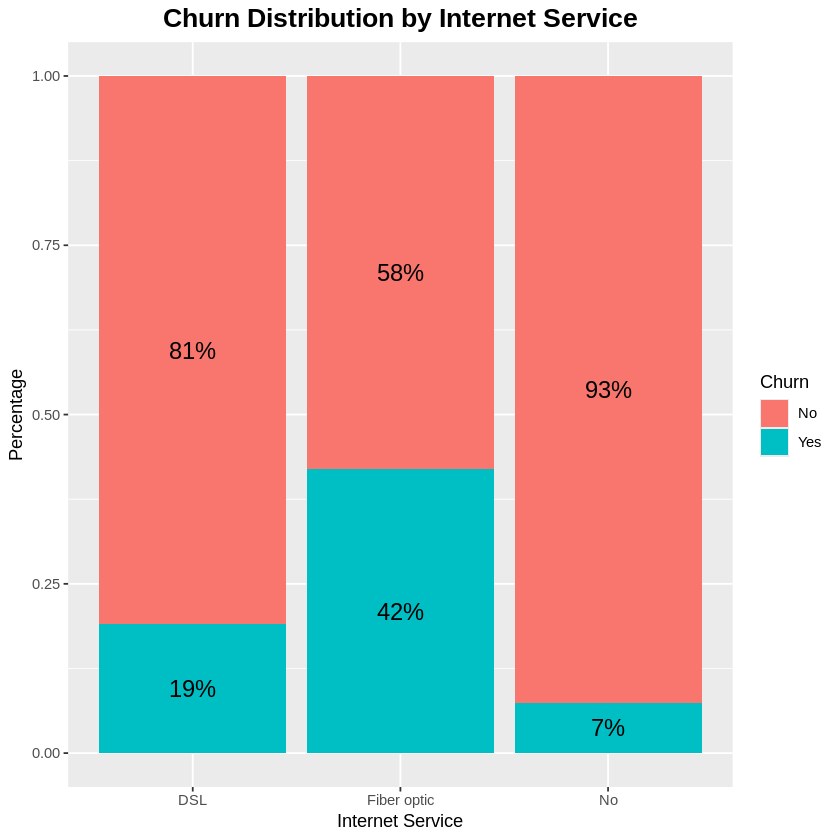 Churn Distribution by Internet Service
Percentage
1.00
0.75
0.50
0.25
0.00
81%
19%
58%
42%
93%
7%
DSL
Fiber optic
No
Internet Service
Churn
No
Yes